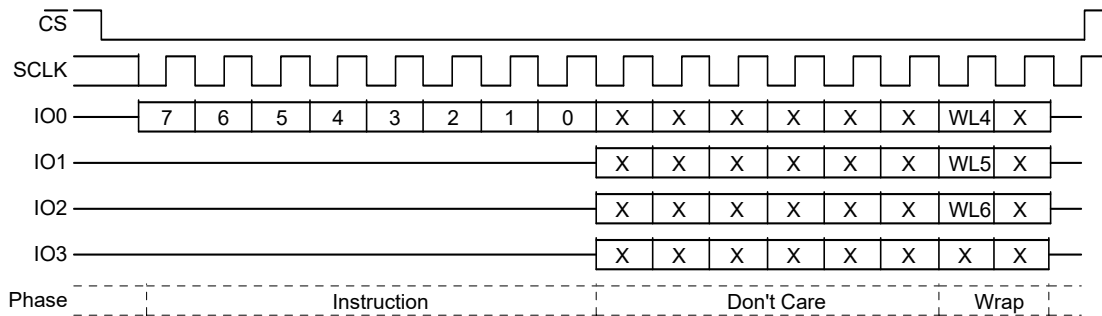 CS
SCLK
IO0 7 6 5 4 3 2 1 0 X X X X X X WL4 X
IO1 X X X X X X WL5 X
IO2 X X X X X X WL6 X
IO3 X X X X X X X X
Phase Instruction Don't Care Wrap